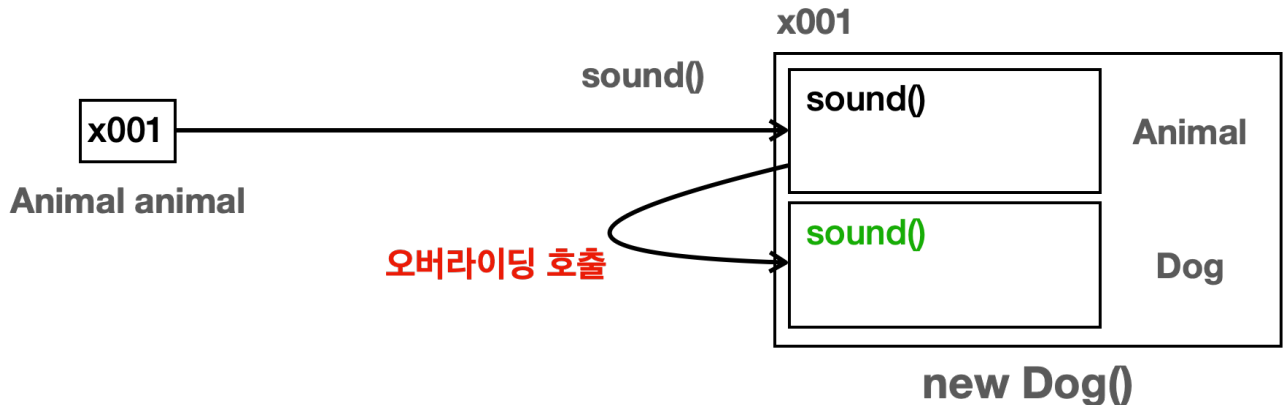 x001
sound()
sound()
x001
Animal
Animal animal
sound()
오버라이딩 호출
Dog
new Dog()